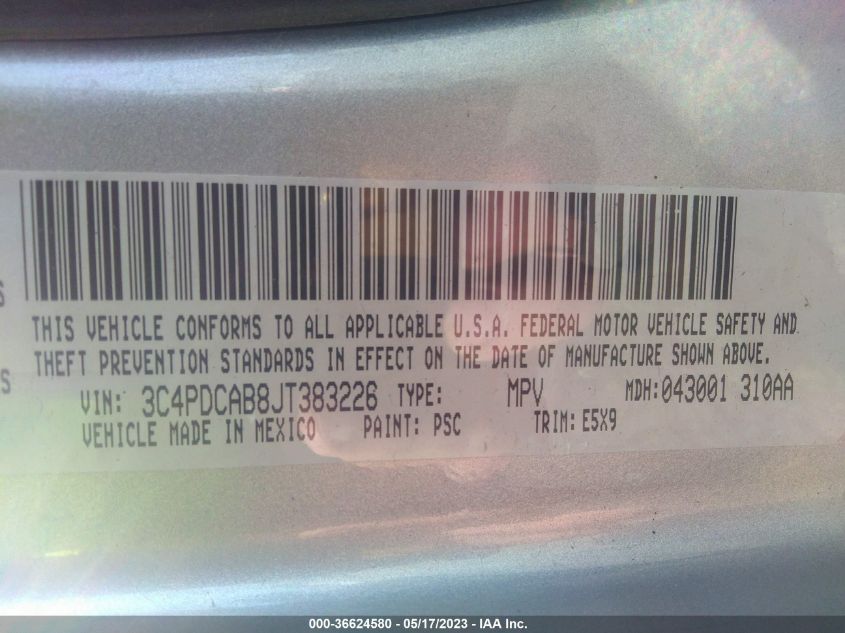 S
THIS VEHICLE CONFORMS TO ALL APPLICABLE U.S.A. FEDERAL MOTOR VEHICLE SAFETY AND
THEFT PREVENTION STANDARDS IN EFFECT ON THE DATE OF MANUFACTURE SHOWN ABOVE.
S
VIN: 3C4PDCAB8JT383226 TYPE: MPV MDH:043001 310AA
VEHICLE MADE IN MEXICO PAINT: PSC TRIM: E5X9
000-36624580 - 05/17/2023 - IAA Inc.